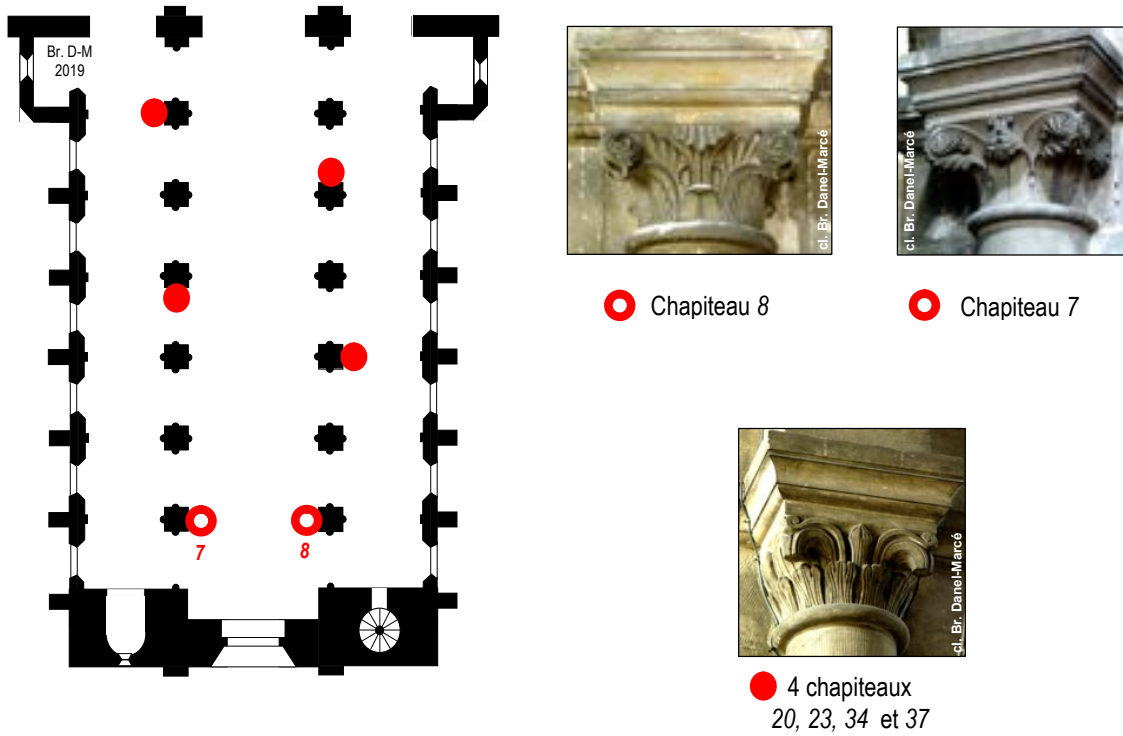 Br. D-M
2019
7
8
cl. Br. Danel-Marcé
cl. Br. Danel-Marcé
Chapiteau 8
Chapiteau 7
cl. Br. Danel-Marcé
4 chapiteaux
20, 23, 34 et 37